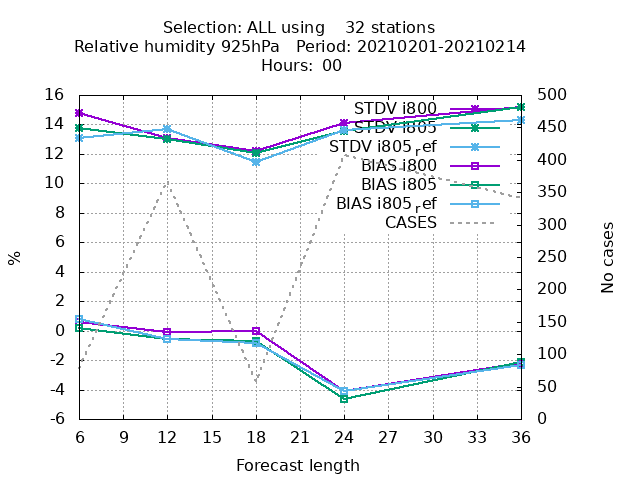 Selection: ALL using    32 stations
Relative humidity 925hPa   Period: 20210201-20210214
Hours: 00
16 500
14 450
12 400
10 350
8 300
6 250
4 200
2 150
0 100
-2 50
-4 0
-6
%
No cases
STDV i800
STDV i805
STDV i805ref
BIAS i800
BIAS i805
BIAS i805ref
CASES
6 9 12 15 18 21 24 27 30 33 36
Forecast length